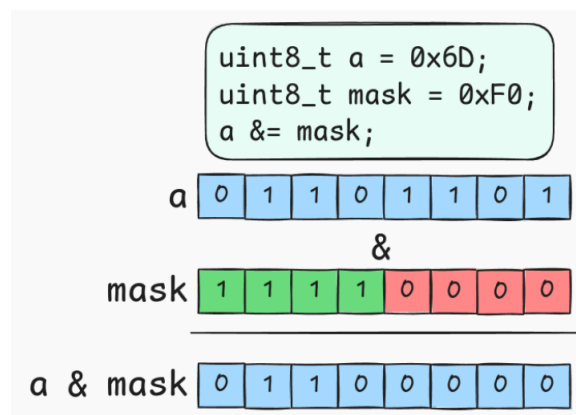 uint8_t a = 0x6D;
uint8_t mask = 0xF0;
a &= mask;
a 0 1 1 0 1 1 0 1
&
mask 1 1 1 1 0 0 0 0
a & mask 0 1 1 0 0 0 0 0